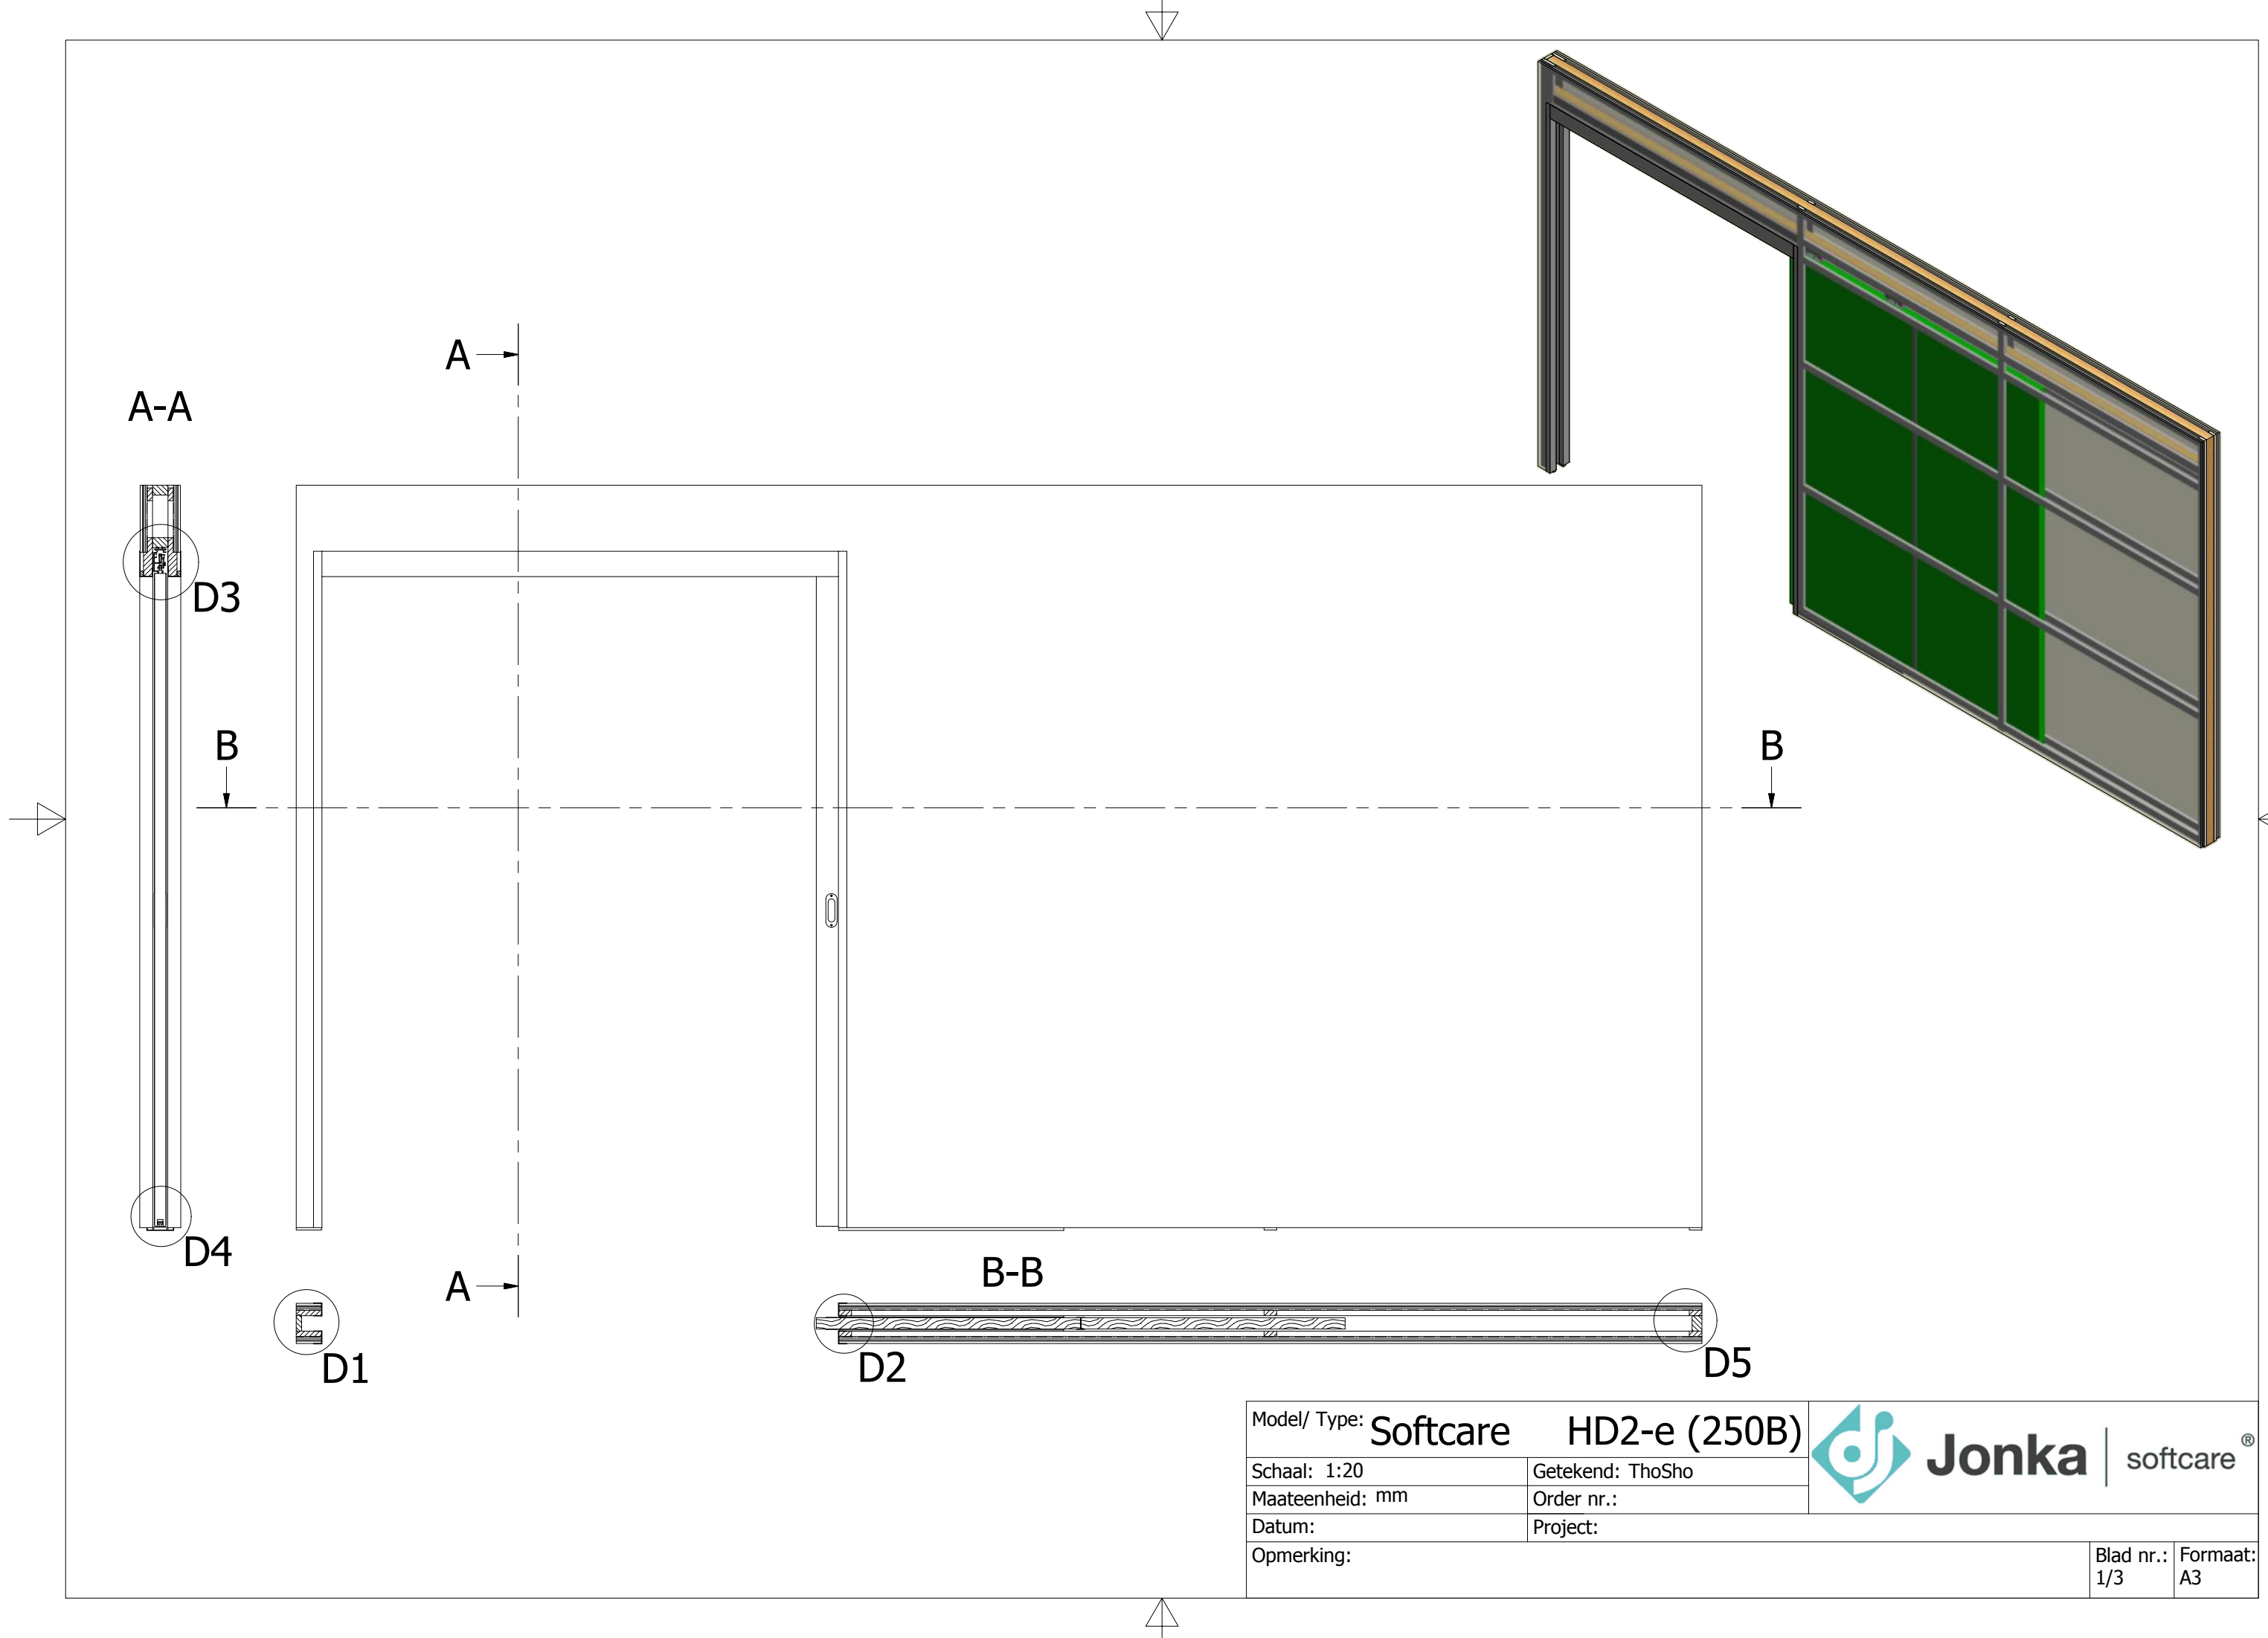 A
A-A
D3
B
B
D4
A
B-B
D1
D2
D5
Model/ Type: Softcare HD2-e (250B)
Jonka softcare ®
Schaal: 1:20
Getekend: ThoSho
Maateenheid: mm
Order nr.:
Datum:
Project:
Opmerking:
Blad nr.:
1/3
Formaat:
A3